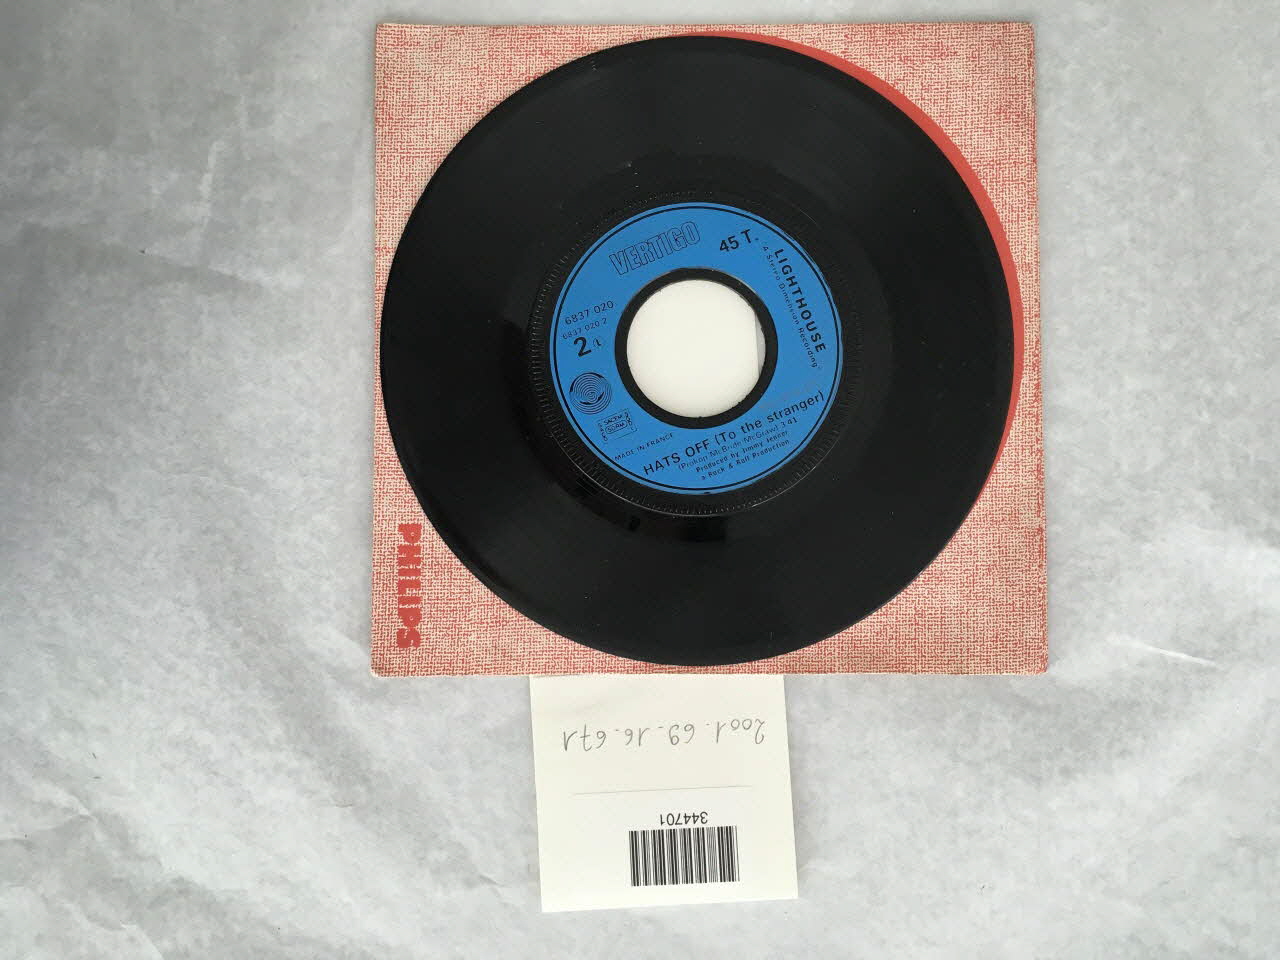 VERTIGO
45 T.
LIGHTHOUSE
A Stereo Dimension Recording
6837 020
6837 020 2
2
MADE IN FRANCE
HATS OFF (To the stranger)
(Prokop-McBride-McGraw) 3'41
Produced by Jimmy Ienner
a Rock & Roll Production
PHILIPS
2001.69.16.671
344701